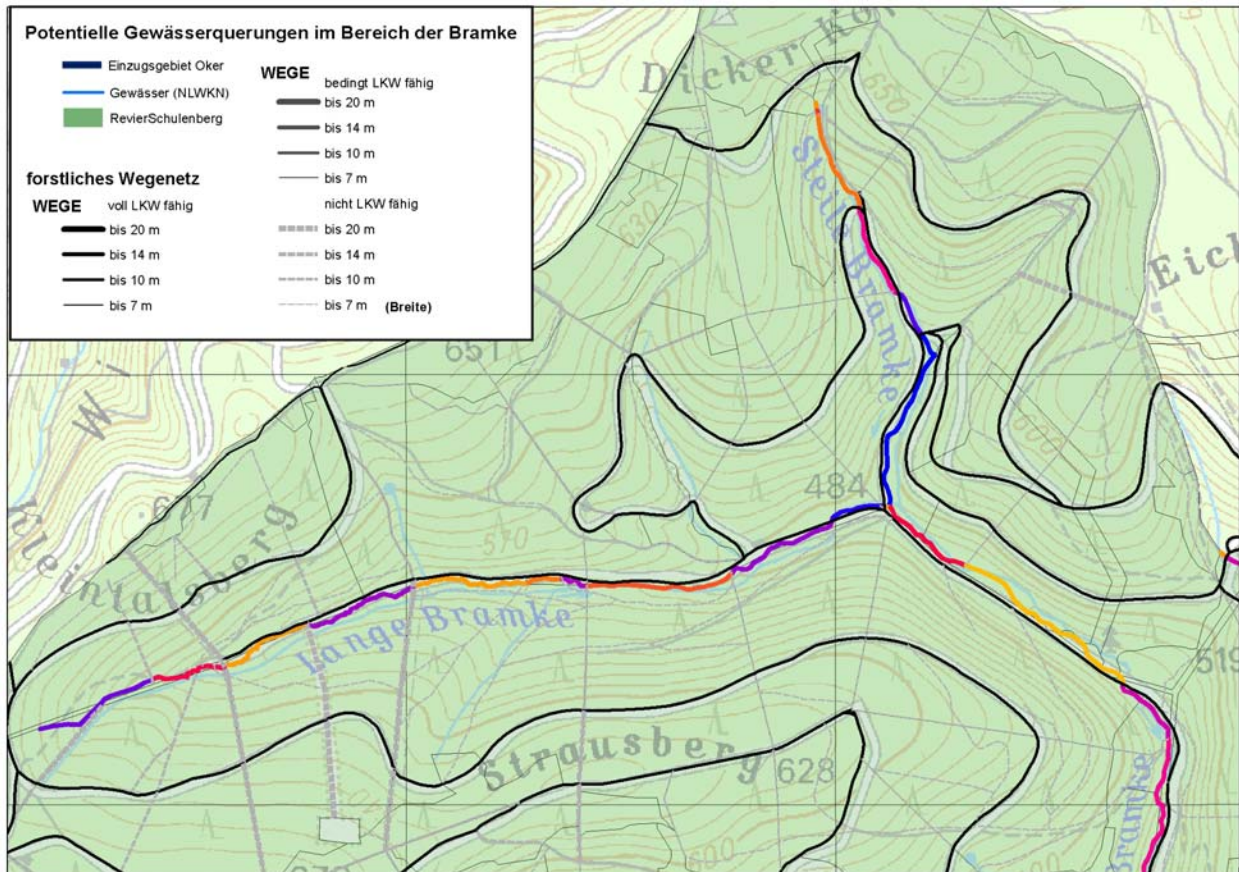 Potentielle Gewässerquerungen im Bereich der Bramke
Einzugsgebiet Oker
Gewässer (NLWKN)
RevierSchulenberg
forstliches Wegenetz
WEGE voll LKW fähig
bis 20 m
bis 14 m
bis 10 m
bis 7 m
WEGE
bedingt LKW fähig
bis 20 m
bis 14 m
bis 10 m
bis 7 m
nicht LKW fähig
bis 20 m
bis 14 m
bis 10 m
bis 7 m (Breite)
Dicker
650
630
Steile Bramke
Eich
651
600
484
.677
570
Kleintalsberg
Lange Bramke
Strausberg
628
519
Bramke
600